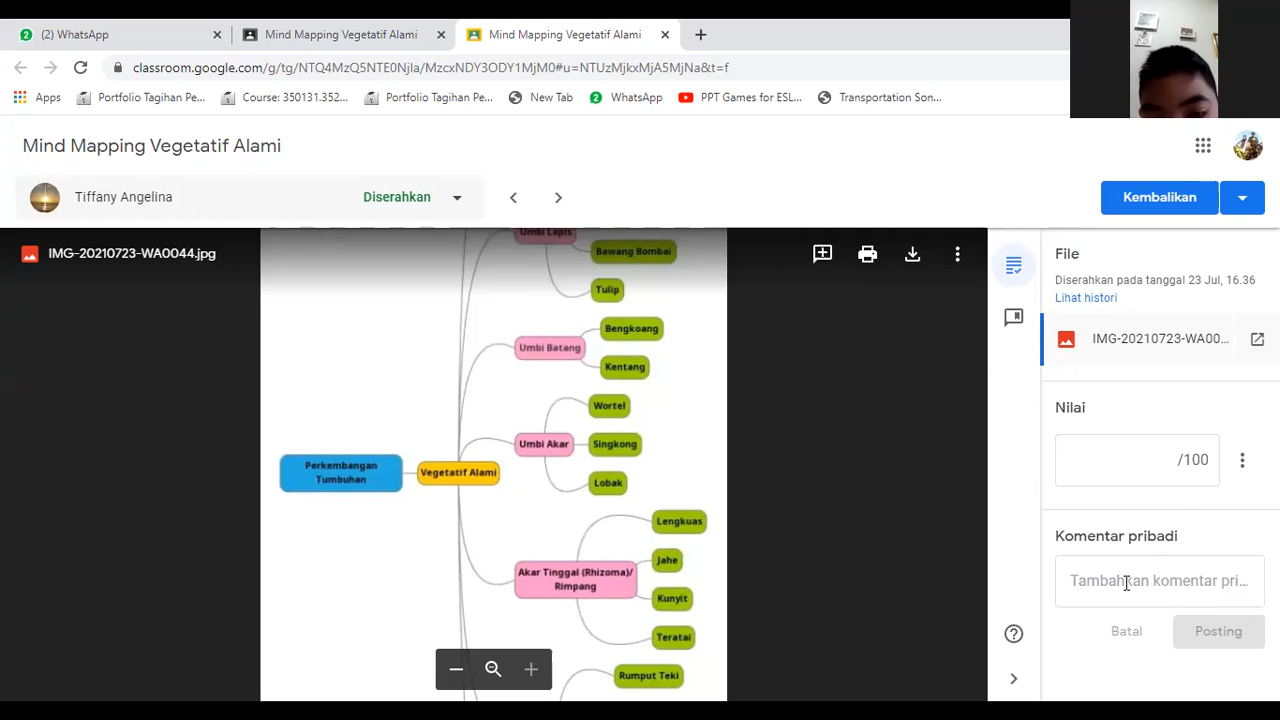 (2) WhatsApp
Mind Mapping Vegetatif Alami
Mind Mapping Vegetatif Alami
classroom.google.com/g/tg/NTQ4MzQ5NTE0NjIa/MzcxNDY3ODY1MjM0#u=NTUzMjkxMjA5MjNa&t=f
Apps
Portfolio Tagihan Pe...
Course: 350131.352...
Portfolio Tagihan Pe...
New Tab
WhatsApp
PPT Games for ESL...
Transportation Son...
Mind Mapping Vegetatif Alami
Tiffany Angelina
Diserahkan
Kembalikan
IMG-20210723-WA0044.jpg
Umbi Lapis
Bawang Bombai
Tulip
Umbi Batang
Bengkoang
Kentang
Umbi Akar
Wortel
Singkong
Lobak
Perkembangan
Tumbuhan
Vegetatif Alami
Akar Tinggal (Rhizoma)/
Rimpang
Lengkuas
Jahe
Kunyit
Teratai
Rumput Teki
File
Diserahkan pada tanggal 23 Jul, 16.36
Lihat histori
IMG-20210723-WA00...
Nilai
/100
Komentar pribadi
Tambahkan komentar pri...
Batal
Posting